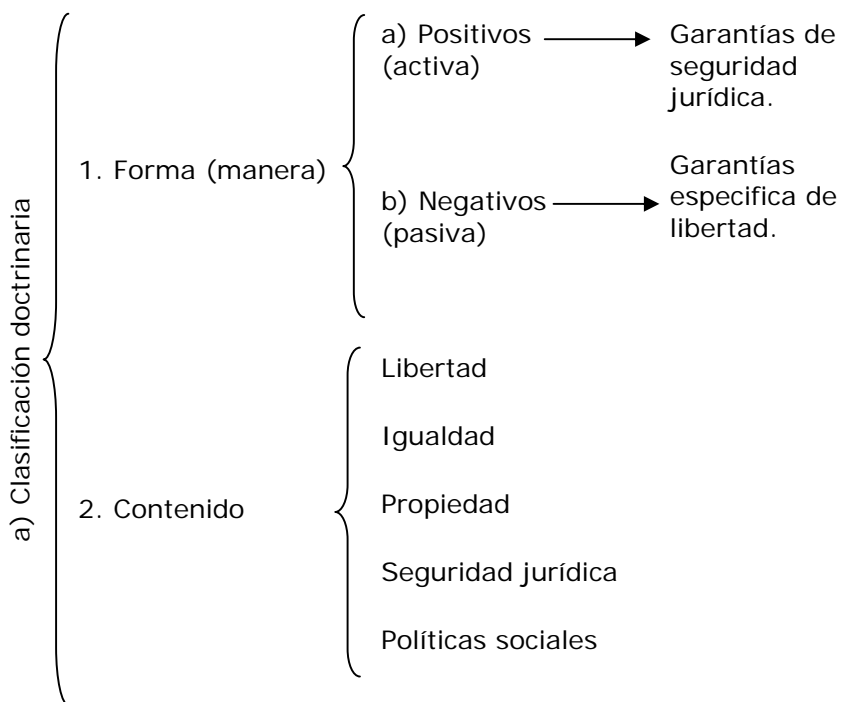 a) Clasificación doctrinaria
1. Forma (manera)
a) Positivos
(activa)
Garantías de
seguridad
jurídica.
b) Negativos
(pasiva)
Garantías
especifica de
libertad.
2. Contenido
Libertad
Igualdad
Propiedad
Seguridad jurídica
Políticas sociales